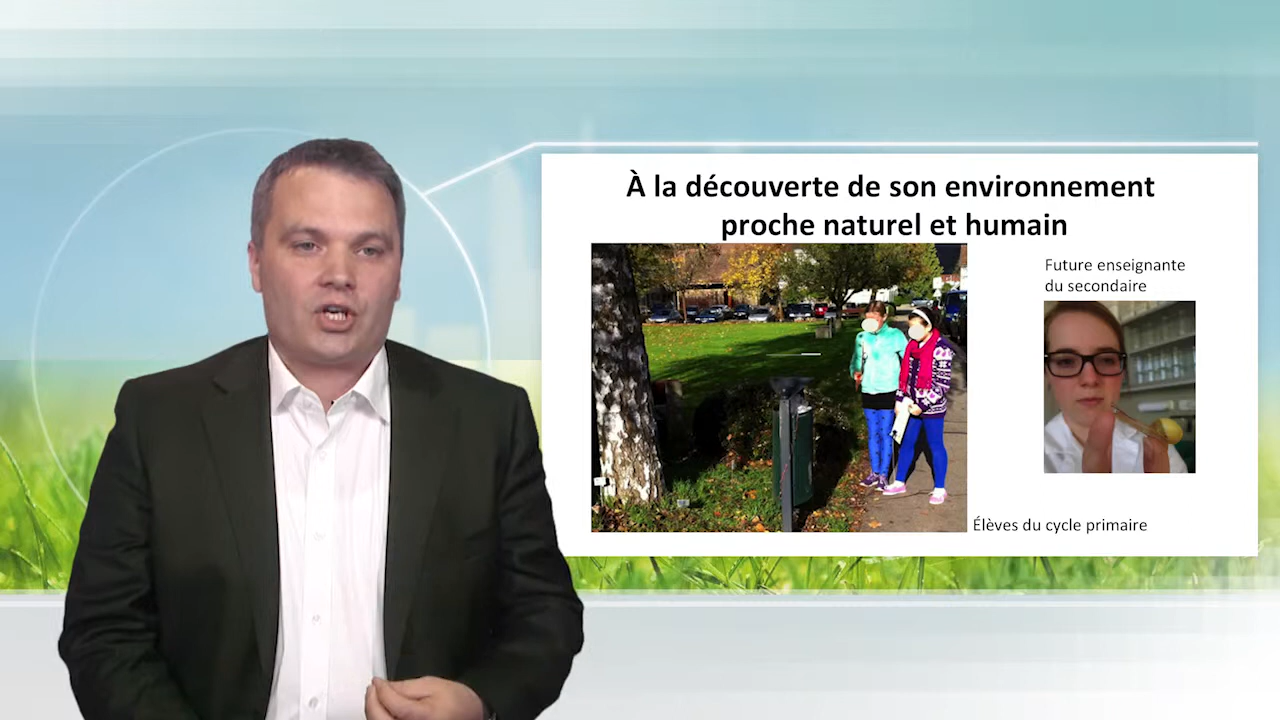 À la découverte de son environnement
proche naturel et humain
Future enseignante
du secondaire
Élèves du cycle primaire